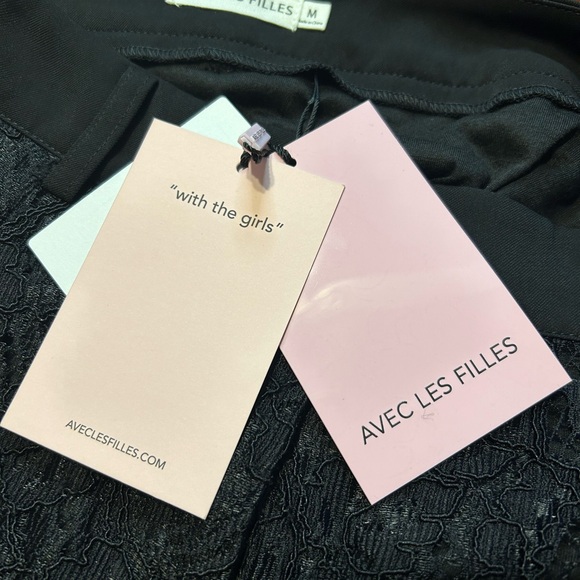 FILLES
M
"with the girls"
AVECLESFILLES.COM
AVEC LES FILLES